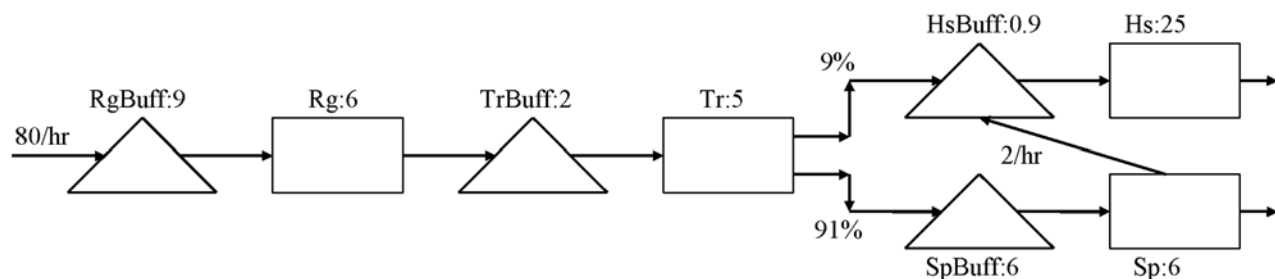 HsBuff:0.9
Hs:25
9%
RgBuff:9
Rg:6
TrBuff:2
Tr:5
80/hr
2/hr
91%
SpBuff:6
Sp:6